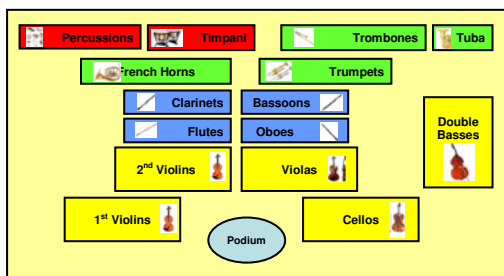 Percussions
Timpani
Trombones
Tuba
French Horns
Trumpets
Clarinets
Bassoons
Flutes
Oboes
Double
Basses
2nd Violins
Violas
1st Violins
Cellos
Podium